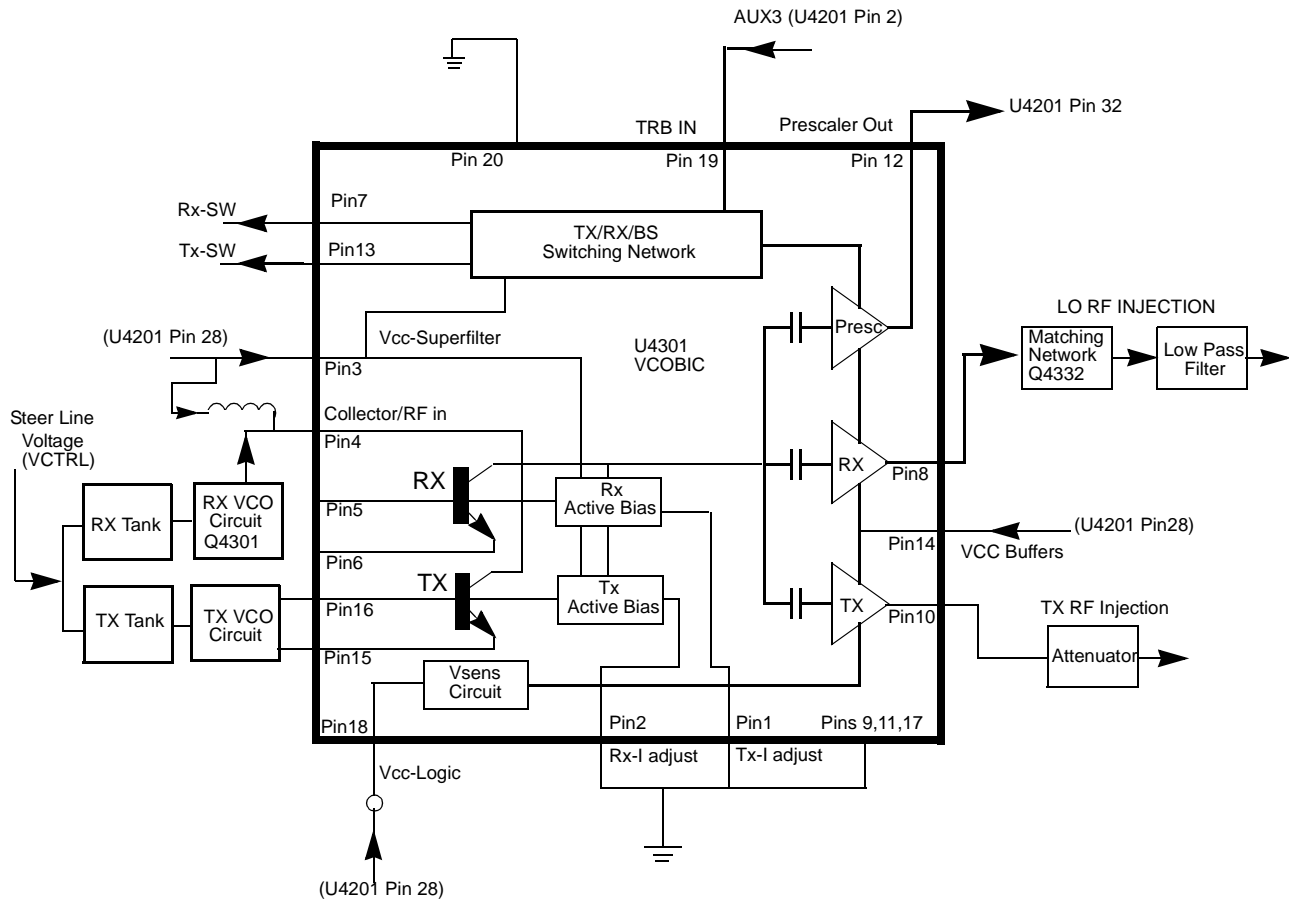 AUX3 (U4201 Pin 2)
U4201 Pin 32
TRB IN
Prescaler Out
Pin 20
Pin 19
Pin 12
Rx-SW
Pin7
Tx-SW
Pin13
TX/RX/BS
Switching Network
(U4201 Pin 28)
Vcc-Superfilter
Pin3
U4301
VCOBIC
Presc
LO RF INJECTION
Matching
Network
Q4332
Low Pass
Filter
Steer Line
Voltage
(VCTRL)
Collector/RF in
Pin4
RX
Rx
Active Bias
RX
Pin8
RX Tank
RX VCO
Circuit
Q4301
Pin5
Pin6
(U4201 Pin28)
Pin14
VCC Buffers
TX Tank
TX VCO
Circuit
Pin16
TX
Tx
Active Bias
TX
Pin10
TX RF Injection
Attenuator
Pin15
Vsens
Circuit
Pin18
Pin2
Pin1
Pins 9,11,17
Rx-I adjust
Tx-I adjust
Vcc-Logic
(U4201 Pin 28)